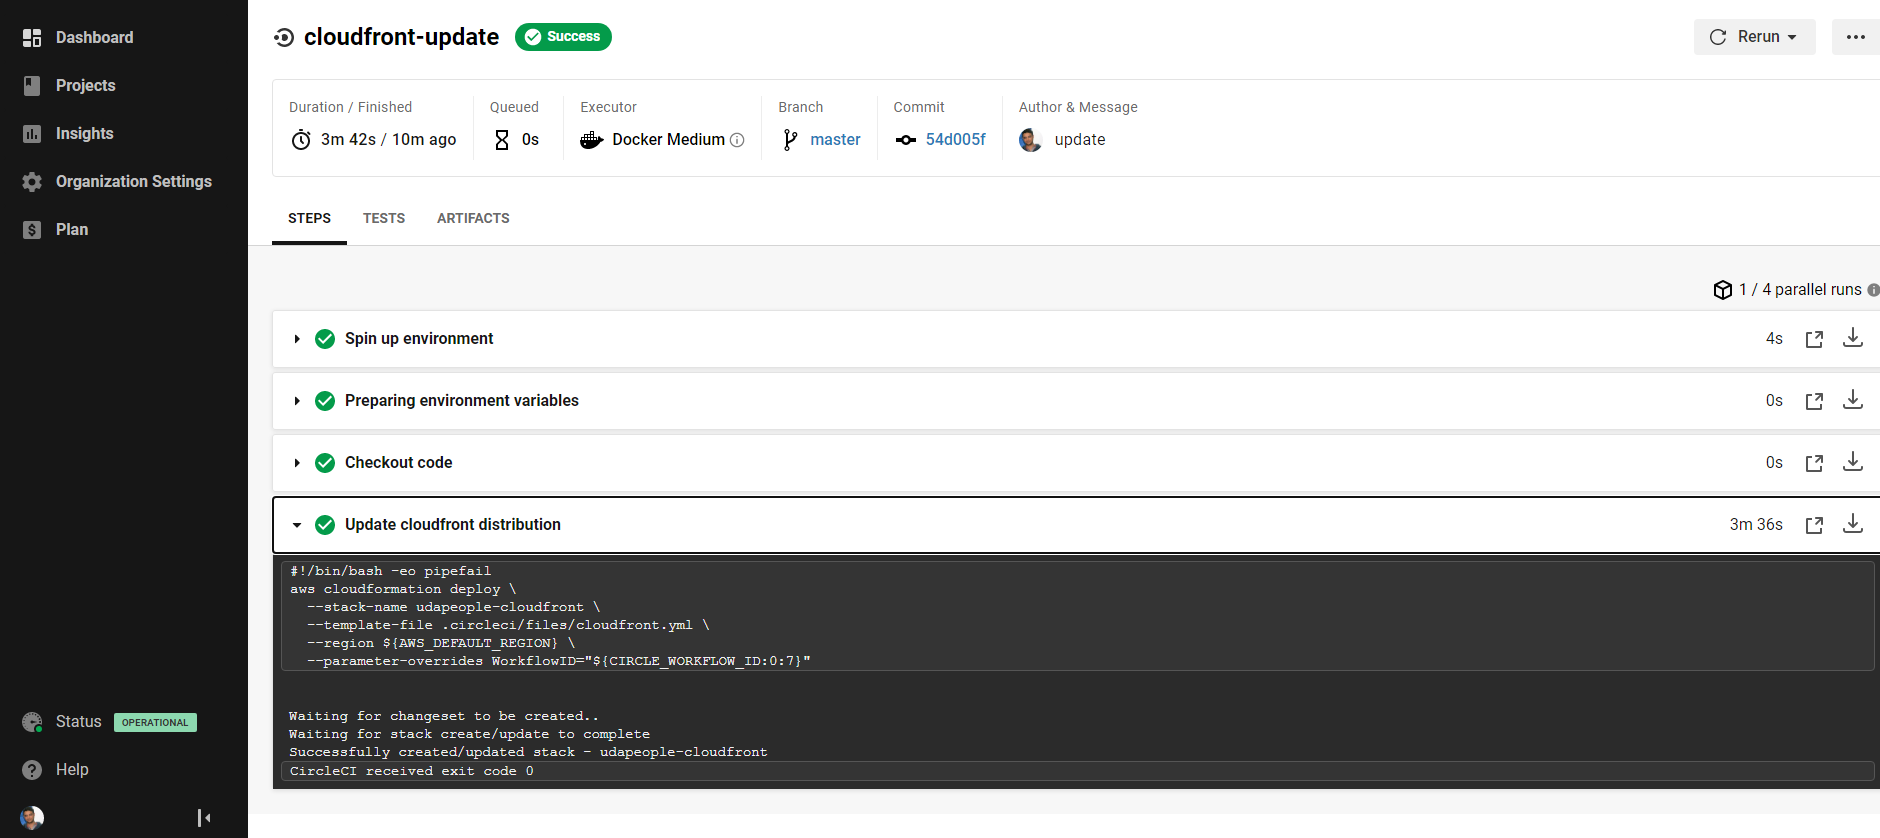 Dashboard
Projects
Insights
Organization Settings
Plan
Status OPERATIONAL
Help
cloudfront-update Success
Rerun
Duration / Finished
3m 42s / 10m ago
Queued
0s
Executor
Docker Medium
Branch
master
Commit
54d005f
Author & Message
update
STEPS TESTS ARTIFACTS
1 / 4 parallel runs
Spin up environment 4s
Preparing environment variables 0s
Checkout code 0s
Update cloudfront distribution 3m 36s
#!/bin/bash -eo pipefail
aws cloudformation deploy \
--stack-name udapeople-cloudfront \
--template-file .circleci/files/cloudfront.yml \
--region ${AWS_DEFAULT_REGION} \
--parameter-overrides WorkflowID="${CIRCLE_WORKFLOW_ID:0:7}"
Waiting for changeset to be created..
Waiting for stack create/update to complete
Successfully created/updated stack - udapeople-cloudfront
CircleCI received exit code 0